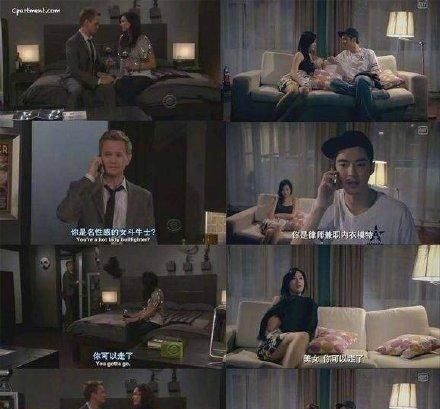 Cpartment.com
你是名性感的女斗牛士?
You're a hot lady bullfighter?
你是律师兼职内衣模特
你可以走了
You gotta go.
美女 你可以走了